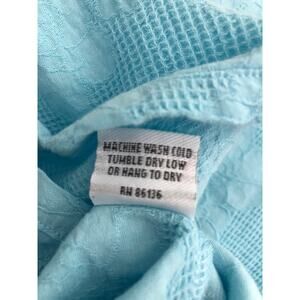 MACHINE WASH COLD
TUMBLE DRY LOW
OR HANG TO DRY
RN 86136